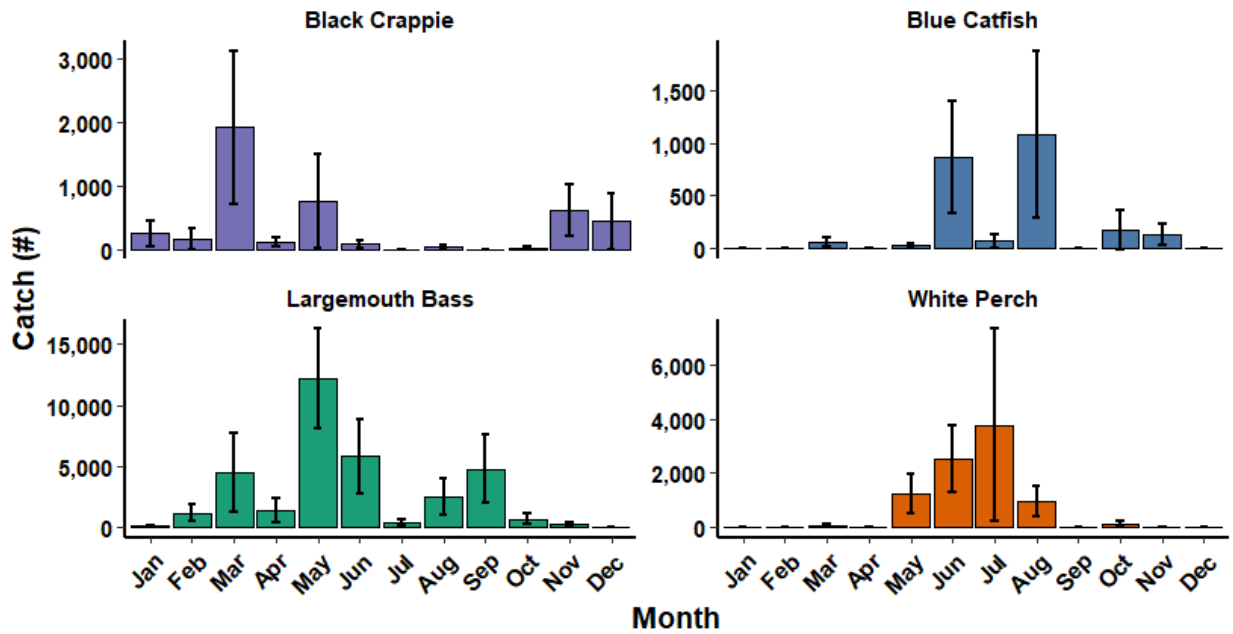 Black Crappie
Blue Catfish
3,000
2,000
1,000
0
1,500
1,000
500
0
Catch (#)
Largemouth Bass
White Perch
15,000
10,000
5,000
0
6,000
4,000
2,000
0
Jan Feb Mar Apr May Jun Jul Aug Sep Oct Nov Dec
Jan Feb Mar Apr May Jun Jul Aug Sep Oct Nov Dec
Month